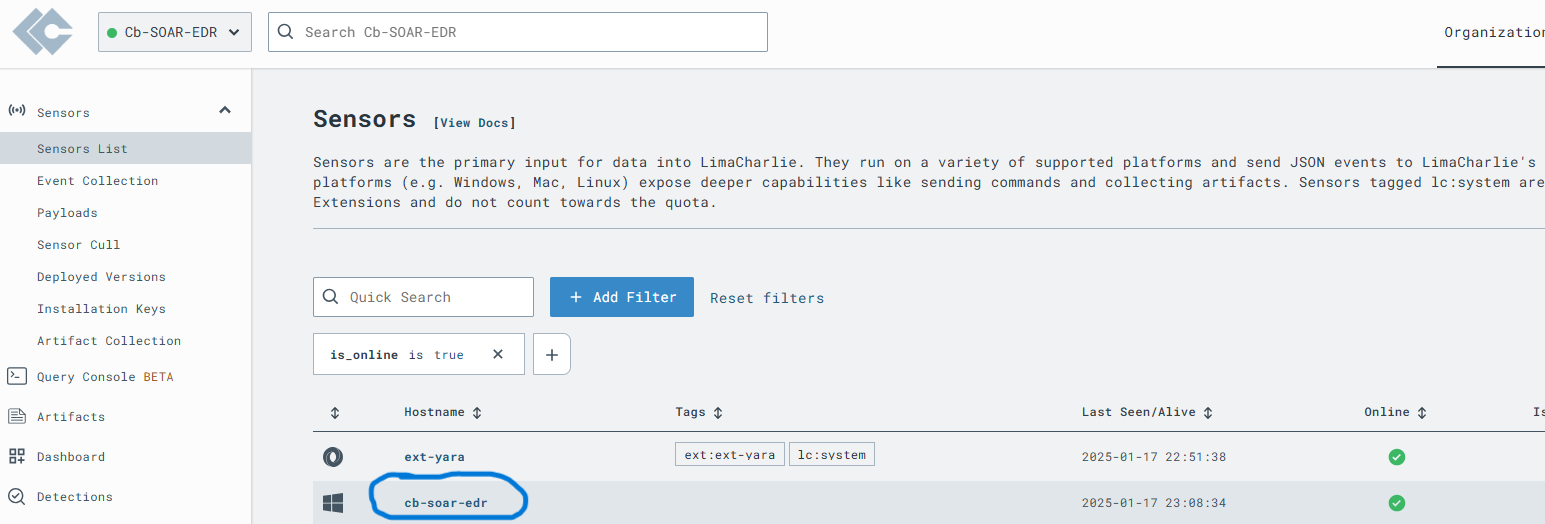 Cb-SOAR-EDR
Search Cb-SOAR-EDR
Organization
Sensors
Sensors List
Event Collection
Payloads
Sensor Cull
Deployed Versions
Installation Keys
Artifact Collection
Query Console BETA
Artifacts
Dashboard
Detections
Sensors [View Docs]
Sensors are the primary input for data into LimaCharlie. They run on a variety of supported platforms and send JSON events to LimaCharlie's
platforms (e.g. Windows, Mac, Linux) expose deeper capabilities like sending commands and collecting artifacts. Sensors tagged lc:system are
Extensions and do not count towards the quota.
Quick Search
+ Add Filter
Reset filters
is_online is true ×
+
Hostname Tags Last Seen/Alive Online Is
ext-yara ext:ext-yara lc:system 2025-01-17 22:51:38
cb-soar-edr 2025-01-17 23:08:34